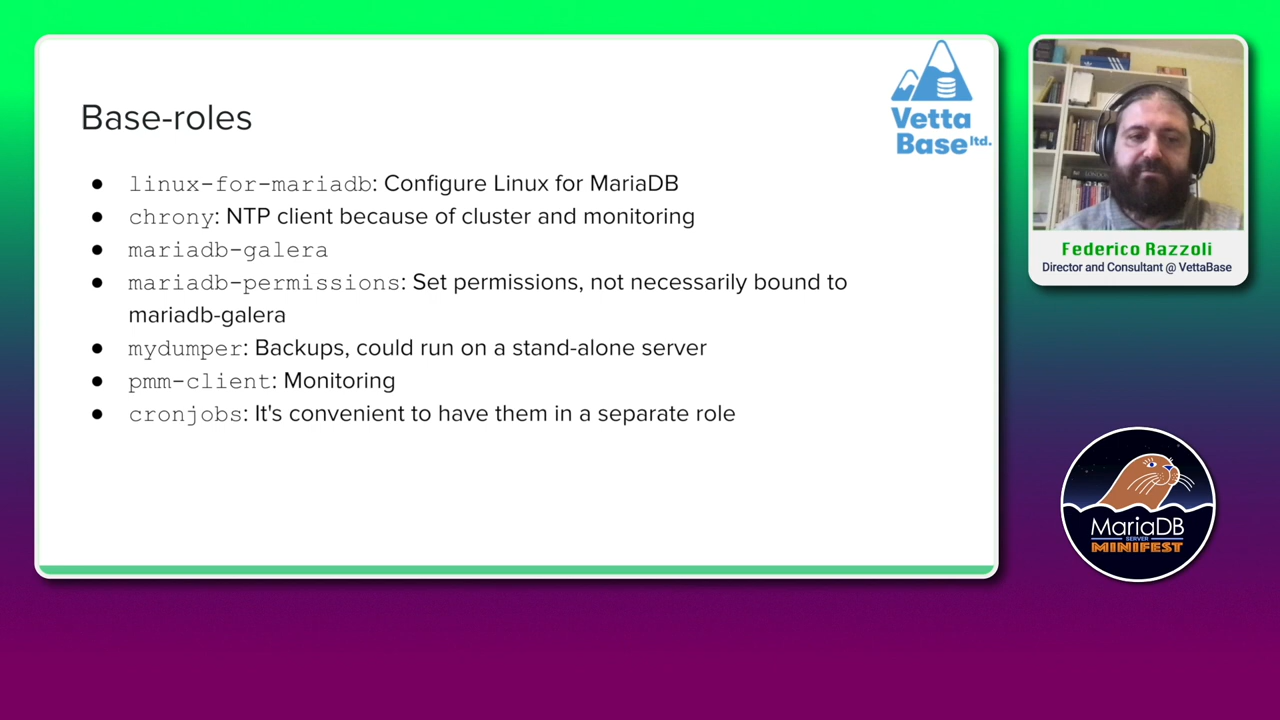 Base-roles
Vetta
Base ltd.
● linux-for-mariadb: Configure Linux for MariaDB
● chrony: NTP client because of cluster and monitoring
● mariadb-galera
● mariadb-permissions: Set permissions, not necessarily bound to
mariadb-galera
● mydumper: Backups, could run on a stand-alone server
● pmm-client: Monitoring
● cronjobs: It's convenient to have them in a separate role
Federico Razzoli
Director and Consultant @ VettaBase
MariaDB
SERVER
MINIFEST